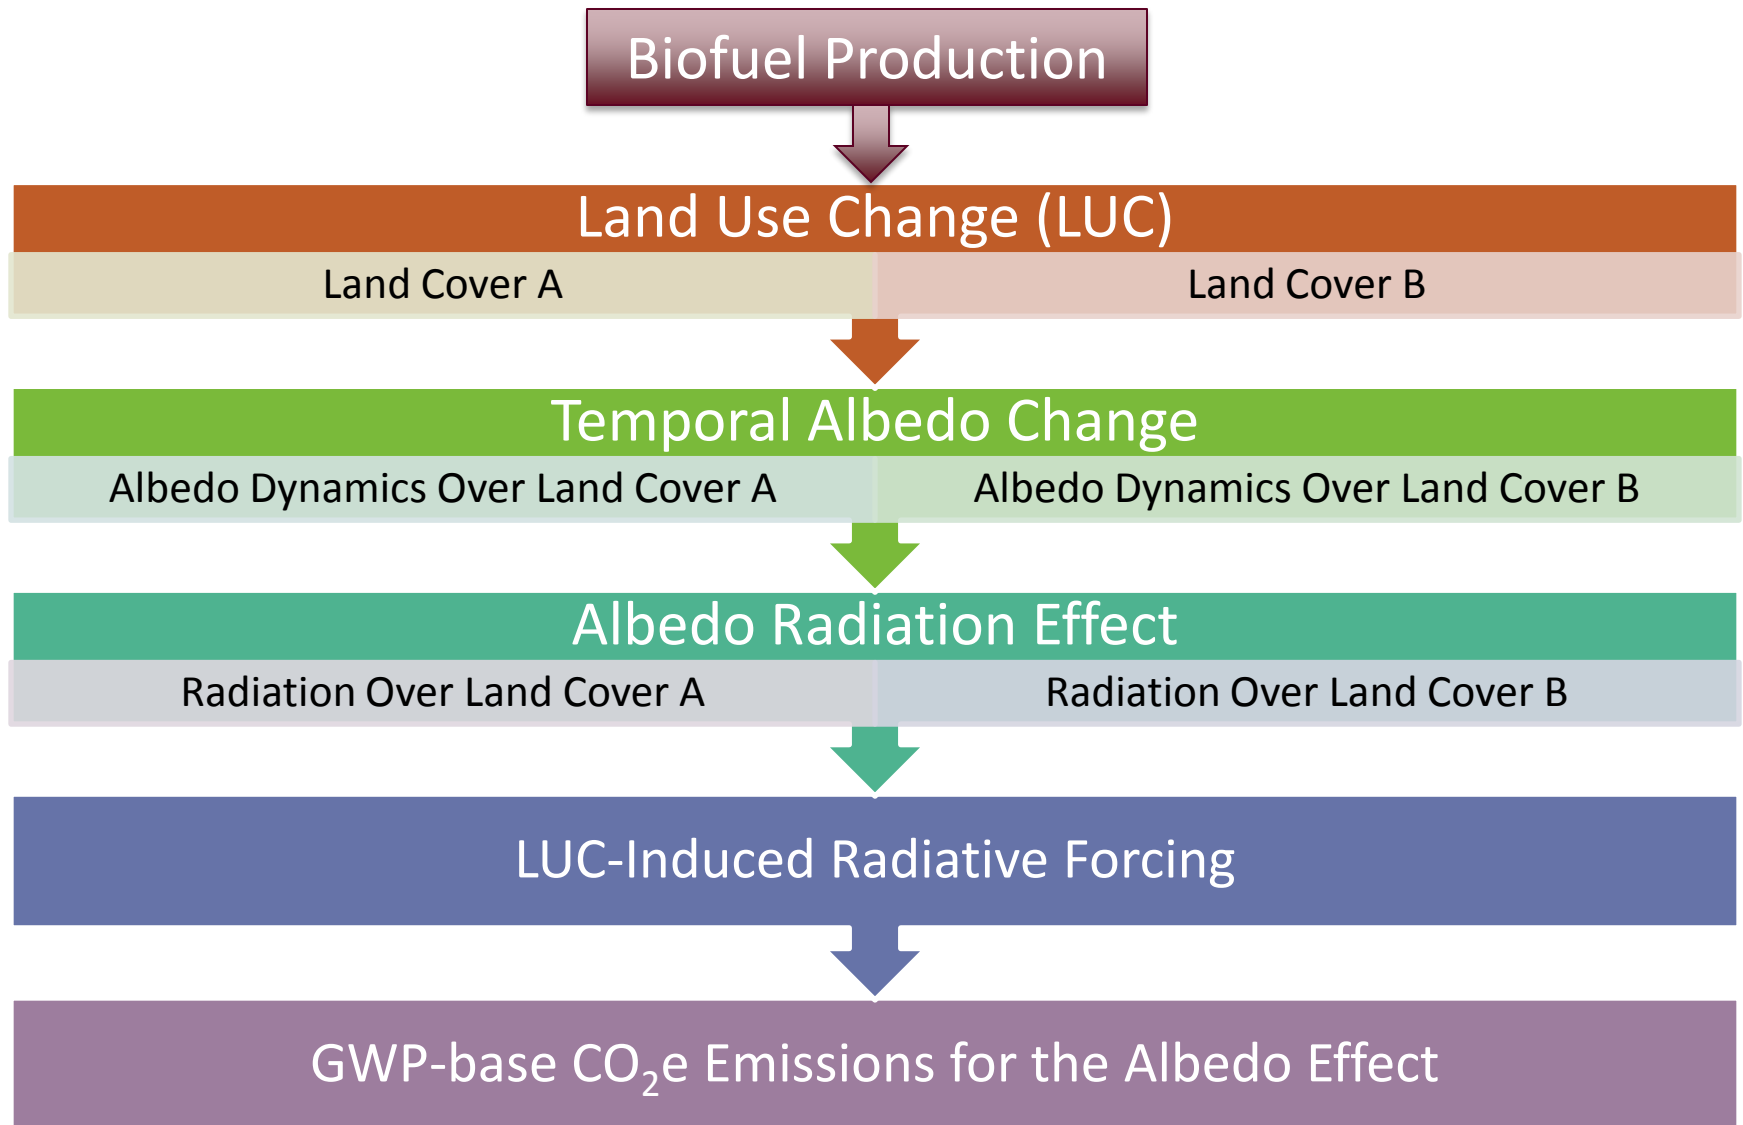 Biofuel Production
Land Use Change (LUC)
Land Cover A
Land Cover B
Temporal Albedo Change
Albedo Dynamics Over Land Cover A
Albedo Dynamics Over Land Cover B
Albedo Radiation Effect
Radiation Over Land Cover A
Radiation Over Land Cover B
LUC-Induced Radiative Forcing
GWP-base CO₂e Emissions for the Albedo Effect